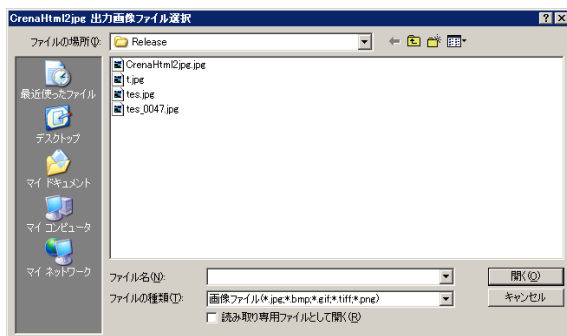 CrenaHtml2jpg 出力画像ファイル選択
ファイルの場所(I):
Release
CrenaHtml2jpg.jpg
t.jpg
tes.jpg
tes_0047.jpg
最近使ったファイル
デスクトップ
マイ ドキュメント
マイ コンピュータ
マイ ネットワーク
ファイル名(N):
開く(O)
ファイルの種類(T):
画像ファイル(*.jpg;*.bmp;*.gif;*.tiff;*.png)
キャンセル
読み取り専用ファイルとして開く(R)